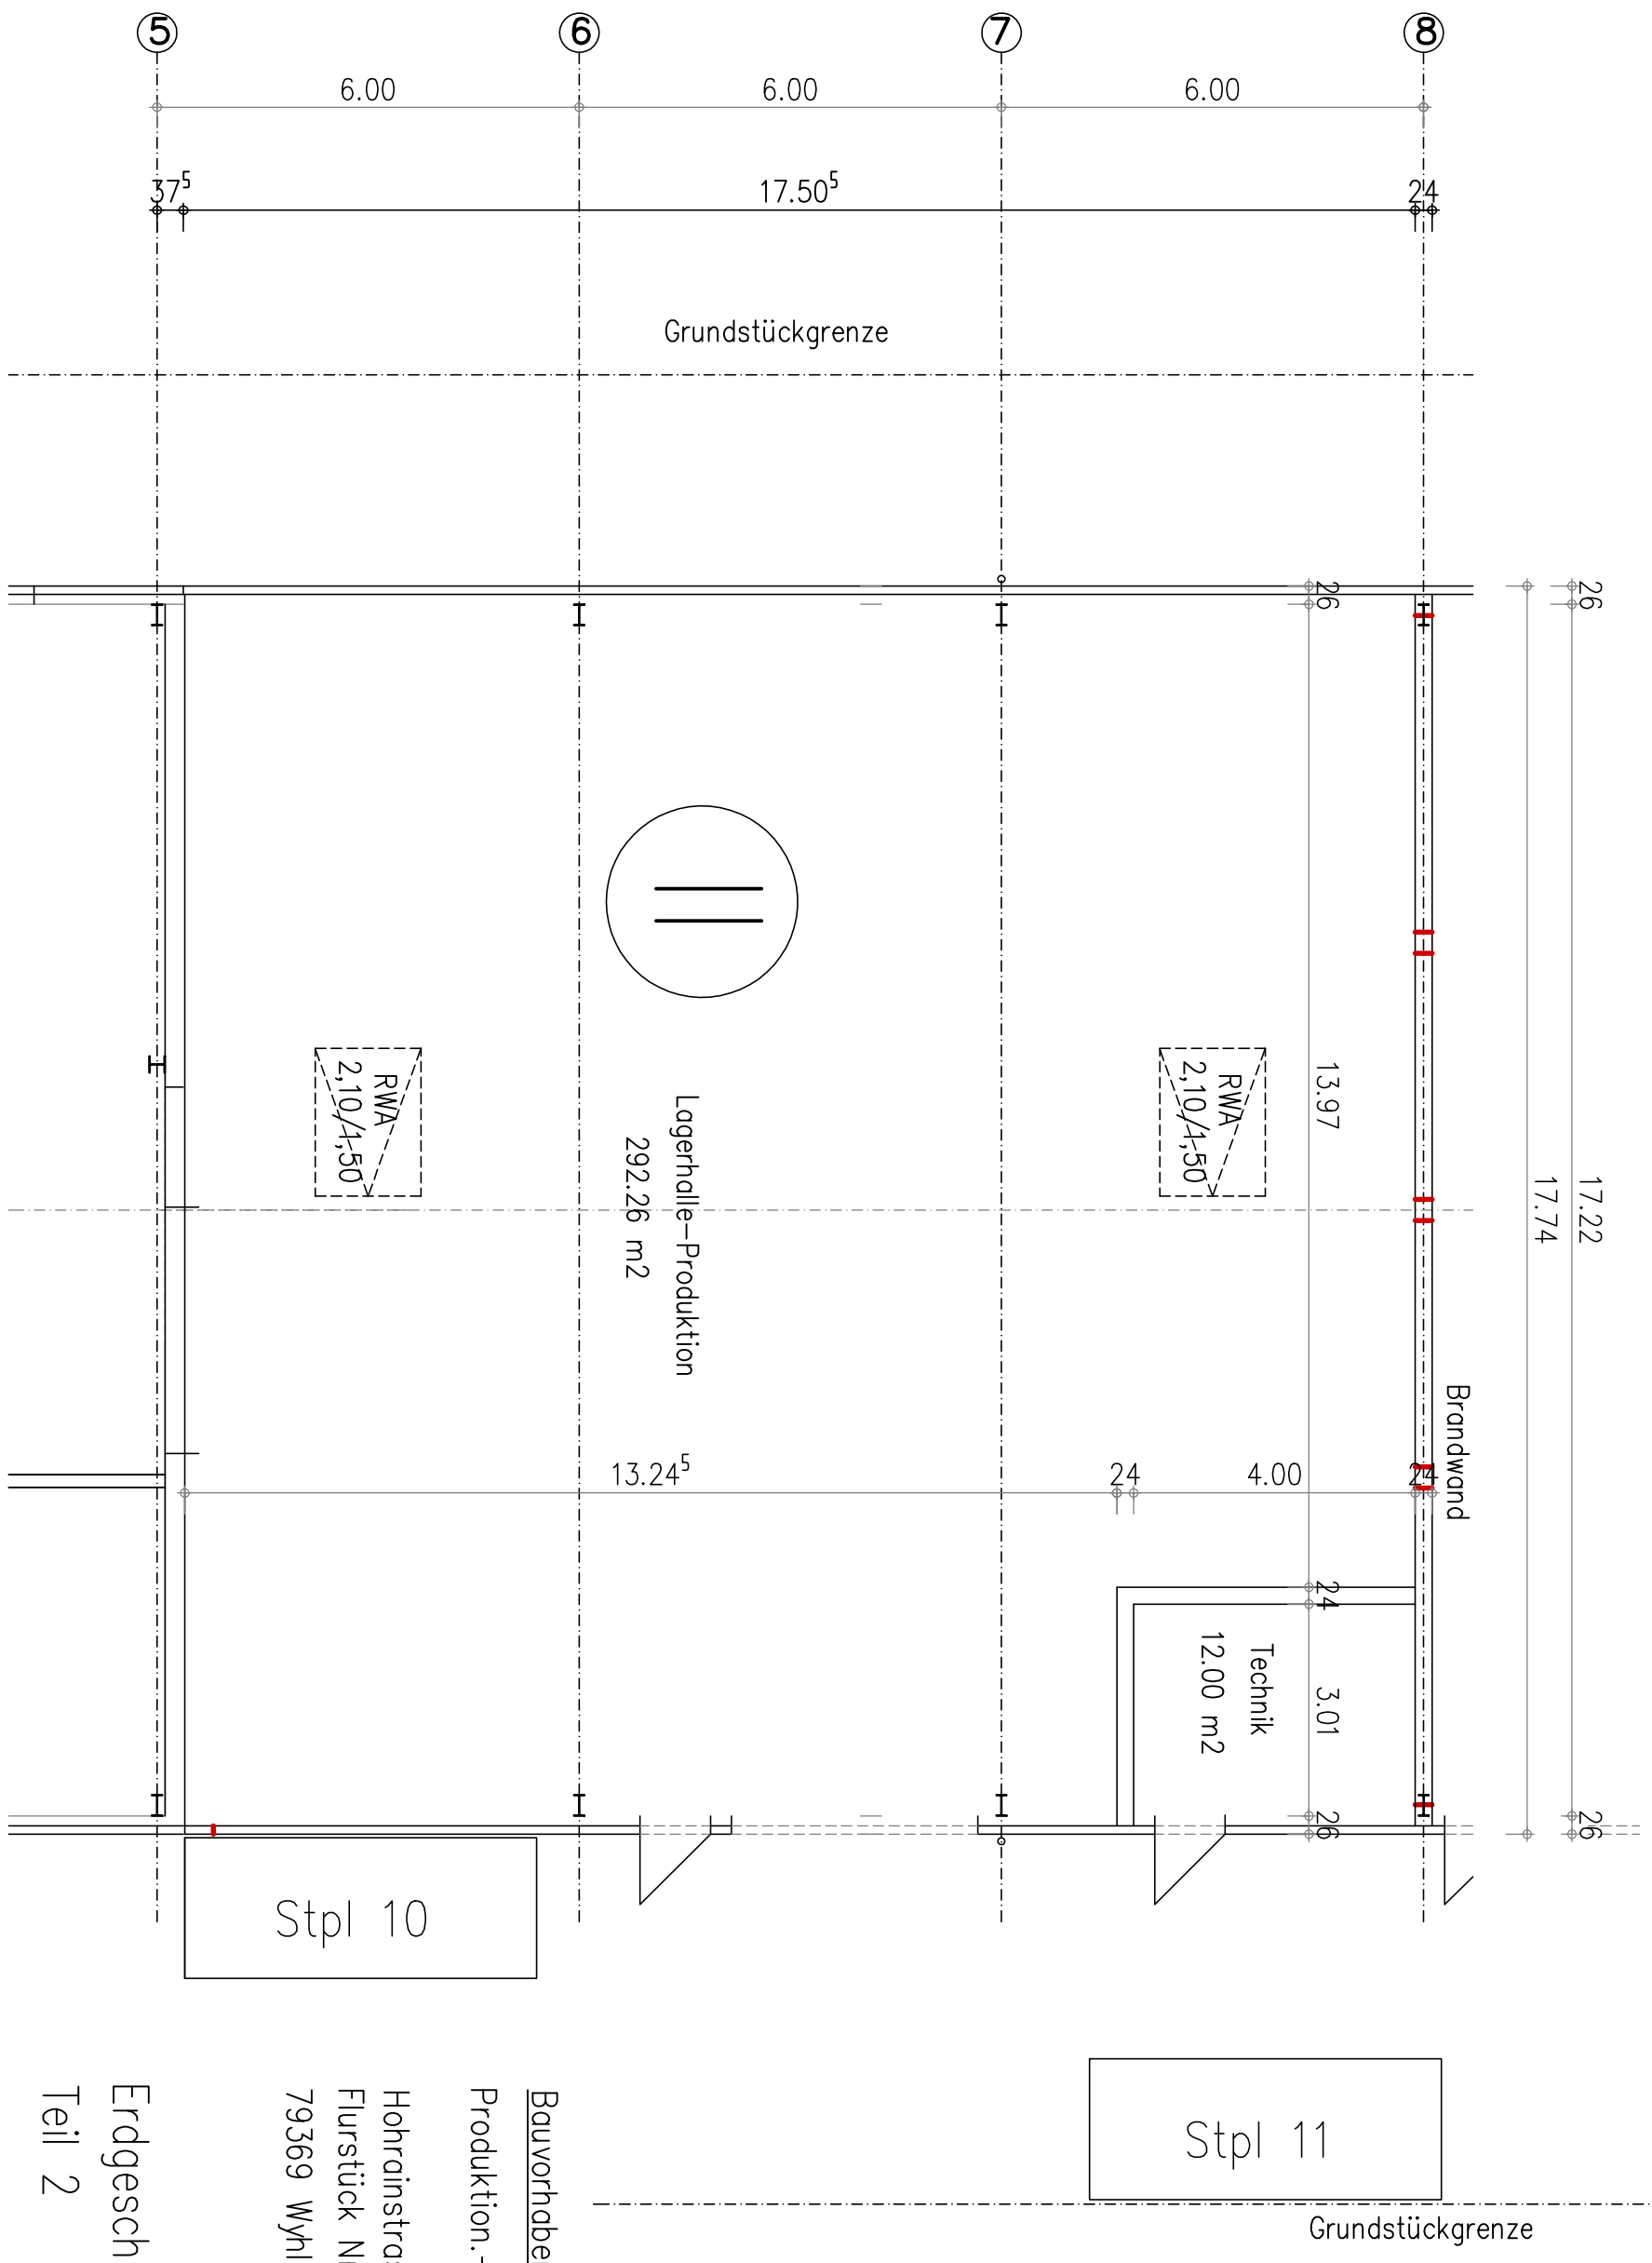 5 6 7 8
6.00 6.00 6.00
37⁵ 17.50⁵ 24
Grundstückgrenze
26 26
RWA
2,10/1,50
RWA
2,10/1,50
13.97
17.22
17.74
Lagerhalle-Produktion
292.26 m2
Brandwand
13.24⁵ 24 4.00 24
24
Technik
12.00 m2
3.01
26 26
Stpl 10
Stpl 11
Grundstückgrenze
Bauvorhaben
Produktion.-
Hohrainstras
Flurstück N
79369 Wyhl
Erdgesch
Teil 2